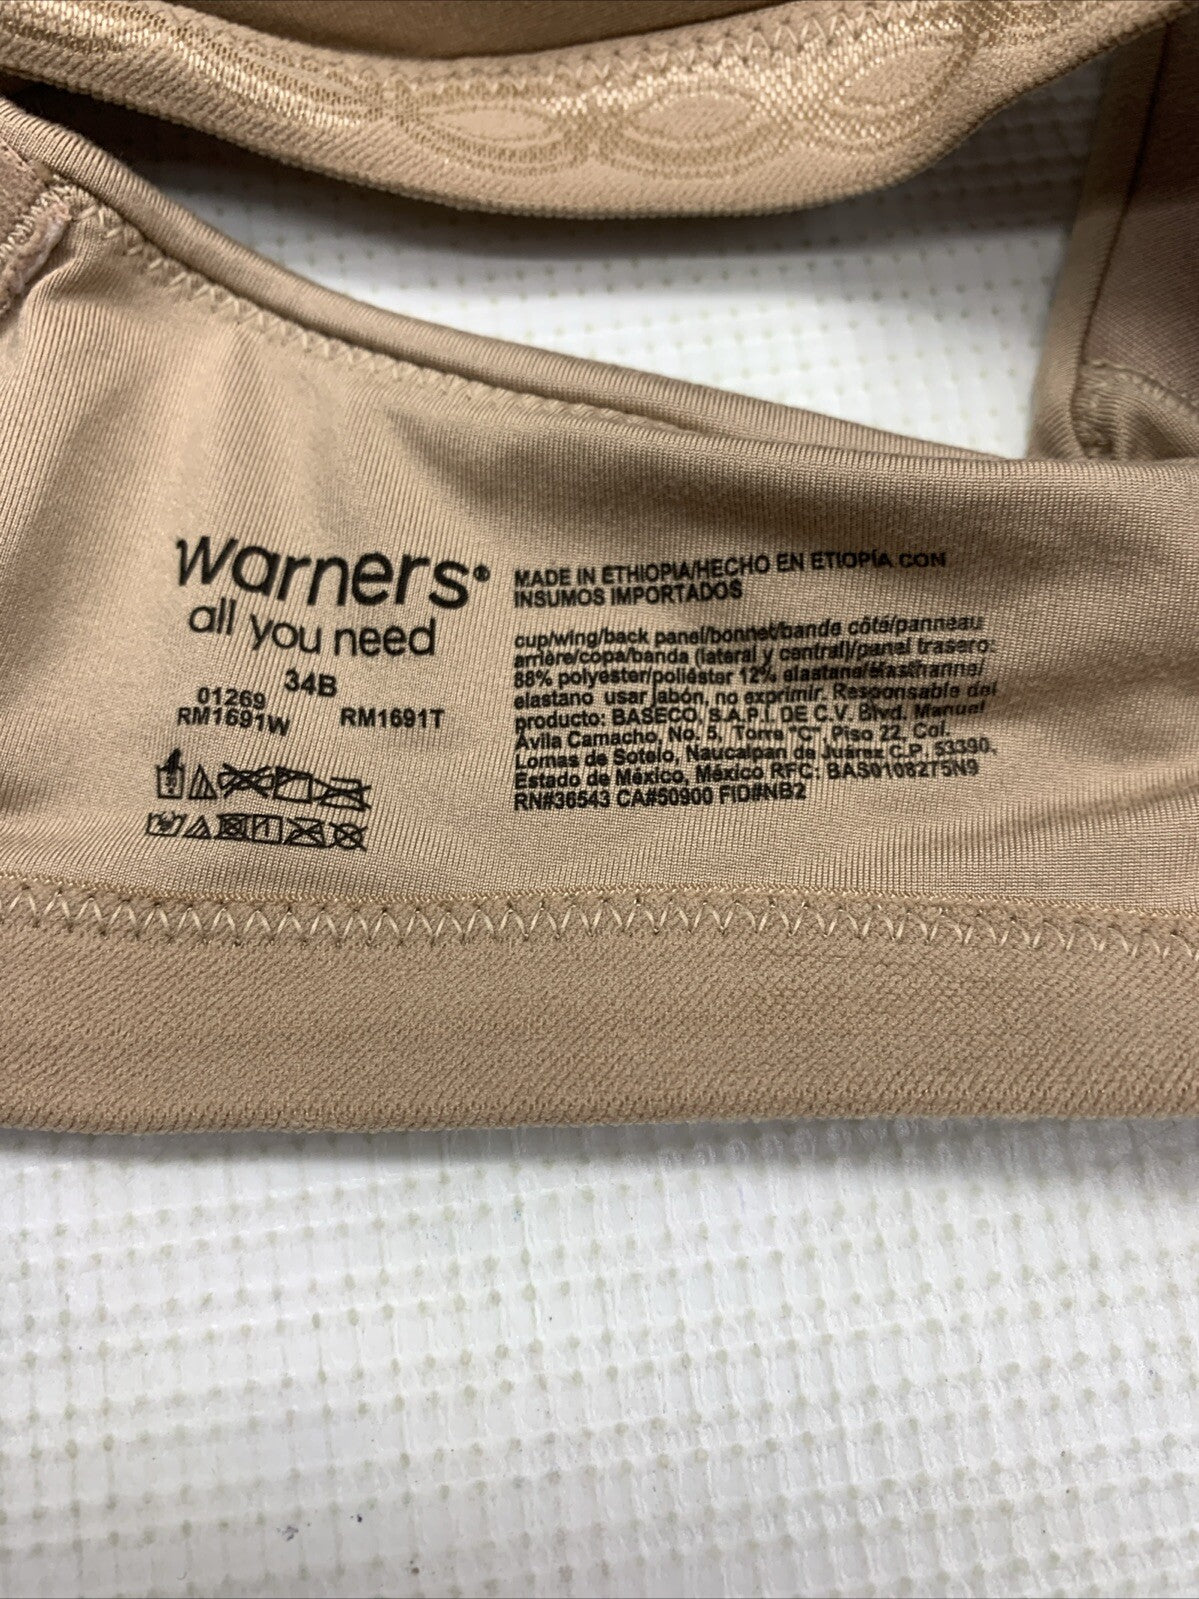 warners®
all you need
34B
01269
RM1691W RM1691T
MADE IN ETHIOPIA/HECHO EN ETIOPÍA CON
INSUMOS IMPORTADOS
cup/wing/back panel/bonnet/bande côté/panneau
arrière/copa/banda (lateral y central)/panel trasero:
88% polyester/poliéster 12% elastane/élasthanne/
elastano usar jabón, no exprimir. Responsable del
producto: BASECO, S.A.P.I. DE C.V. Blvd. Manuel
Ávila Camacho, No. 5, Torre "C", Piso 22, Col.
Lomas de Sotelo, Naucalpan de Juárez C.P. 53390,
Estado de México, México RFC: BAS0108275N9
RN#36543 CA#50900 FID#NB2